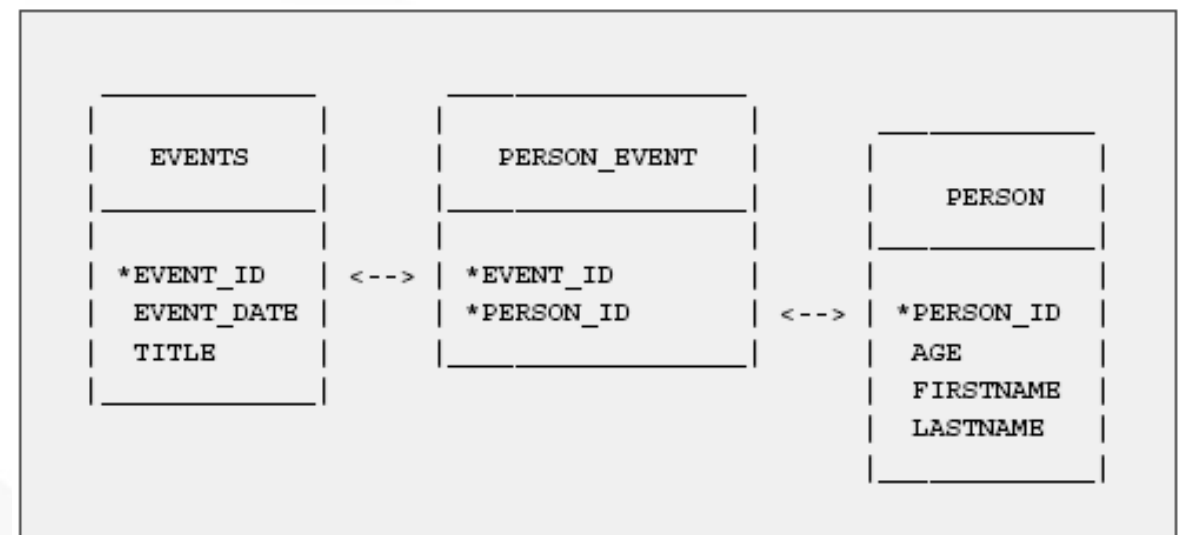 EVENTS
*EVENT_ID
EVENT_DATE
TITLE
<-->
PERSON_EVENT
*EVENT_ID
*PERSON_ID
<-->
PERSON
*PERSON_ID
AGE
FIRSTNAME
LASTNAME